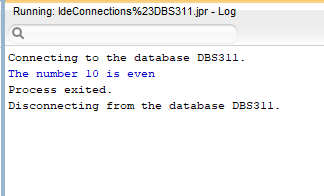 Running: IdeConnections%23DBS311.jpr - Log
Connecting to the database DBS311.
The number 10 is even
Process exited.
Disconnecting from the database DBS311.